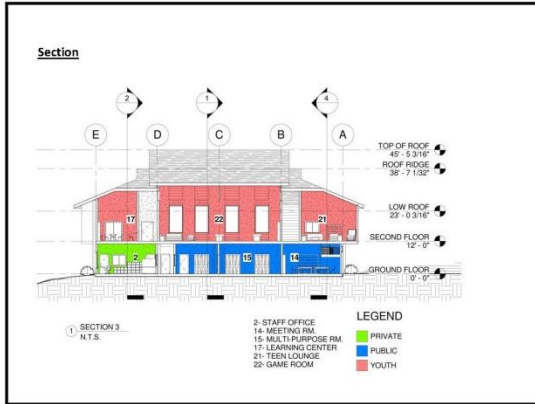 Section
2
1
4
E
D
C
B
A
TOP OF ROOF
45' - 5 3/16"
ROOF RIDGE
38' - 7 1/32"
LOW ROOF
23' - 0 3/16"
SECOND FLOOR
12' - 0"
GROUND FLOOR
0' - 0"
17
22
21
2
15
14
1
SECTION 3
N.T.S.
2- STAFF OFFICE
14- MEETING RM.
15- MULTI-PURPOSE RM.
17- LEARNING CENTER
21- TEEN LOUNGE
22- GAME ROOM
LEGEND
PRIVATE
PUBLIC
YOUTH